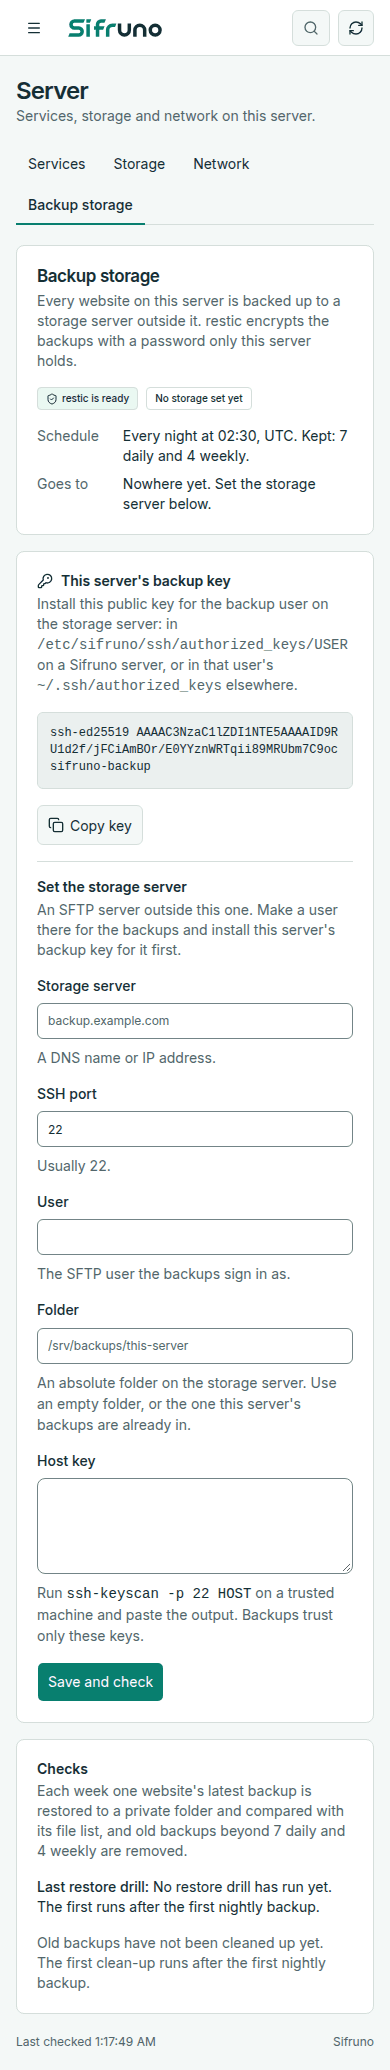 Sifruno
Server
Services, storage and network on this server.
Services Storage Network
Backup storage
Backup storage
Every website on this server is backed up to a
storage server outside it. restic encrypts the
backups with a password only this server
holds.
restic is ready No storage set yet
Schedule Every night at 02:30, UTC. Kept: 7
daily and 4 weekly.
Goes to Nowhere yet. Set the storage
server below.
This server's backup key
Install this public key for the backup user on
the storage server: in
/etc/sifruno/ssh/authorized_keys/USER
on a Sifruno server, or in that user's
~/.ssh/authorized_keys elsewhere.
ssh-ed25519 AAAAC3NzaC1lZDI1NTE5AAAAID9R
U1d2f/jFCiAmBOr/E0YYznWRTqii89MRUbm7C9oc
sifruno-backup
Copy key
Set the storage server
An SFTP server outside this one. Make a user
there for the backups and install this server's
backup key for it first.
Storage server
backup.example.com
A DNS name or IP address.
SSH port
22
Usually 22.
User
The SFTP user the backups sign in as.
Folder
/srv/backups/this-server
An absolute folder on the storage server. Use
an empty folder, or the one this server's
backups are already in.
Host key
Run ssh-keyscan -p 22 HOST on a trusted
machine and paste the output. Backups trust
only these keys.
Save and check
Checks
Each week one website's latest backup is
restored to a private folder and compared with
its file list, and old backups beyond 7 daily and
4 weekly are removed.
Last restore drill: No restore drill has run yet.
The first runs after the first nightly backup.
Old backups have not been cleaned up yet.
The first clean-up runs after the first nightly
backup.
Last checked 1:17:49 AM Sifruno